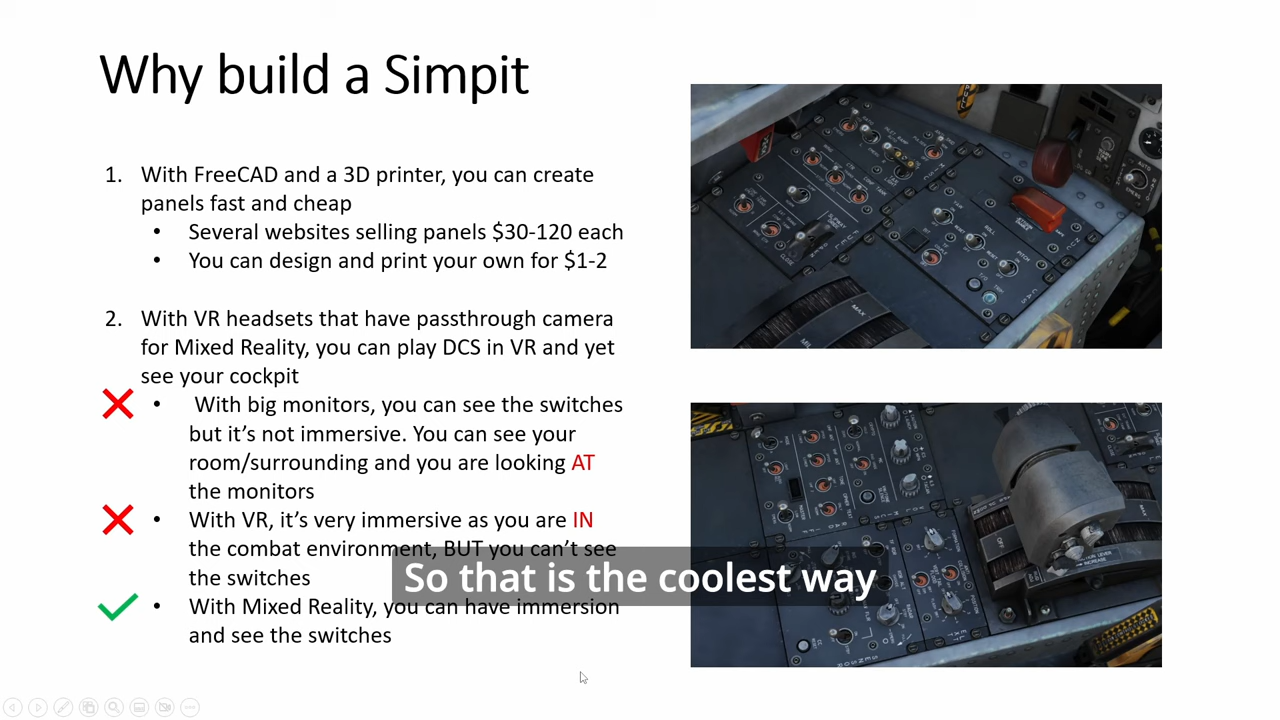 Why build a Simpit
1. With FreeCAD and a 3D printer, you can create
panels fast and cheap
• Several websites selling panels $30-120 each
• You can design and print your own for $1-2
2. With VR headsets that have passthrough camera
for Mixed Reality, you can play DCS in VR and yet
see your cockpit
• With big monitors, you can see the switches
but it’s not immersive. You can see your
room/surrounding and you are looking AT
the monitors
• With VR, it’s very immersive as you are IN
the combat environment, BUT you can’t see
the switches
• With Mixed Reality, you can have immersion
and see the switches
So that is the coolest way
MAX
MAX
OFF